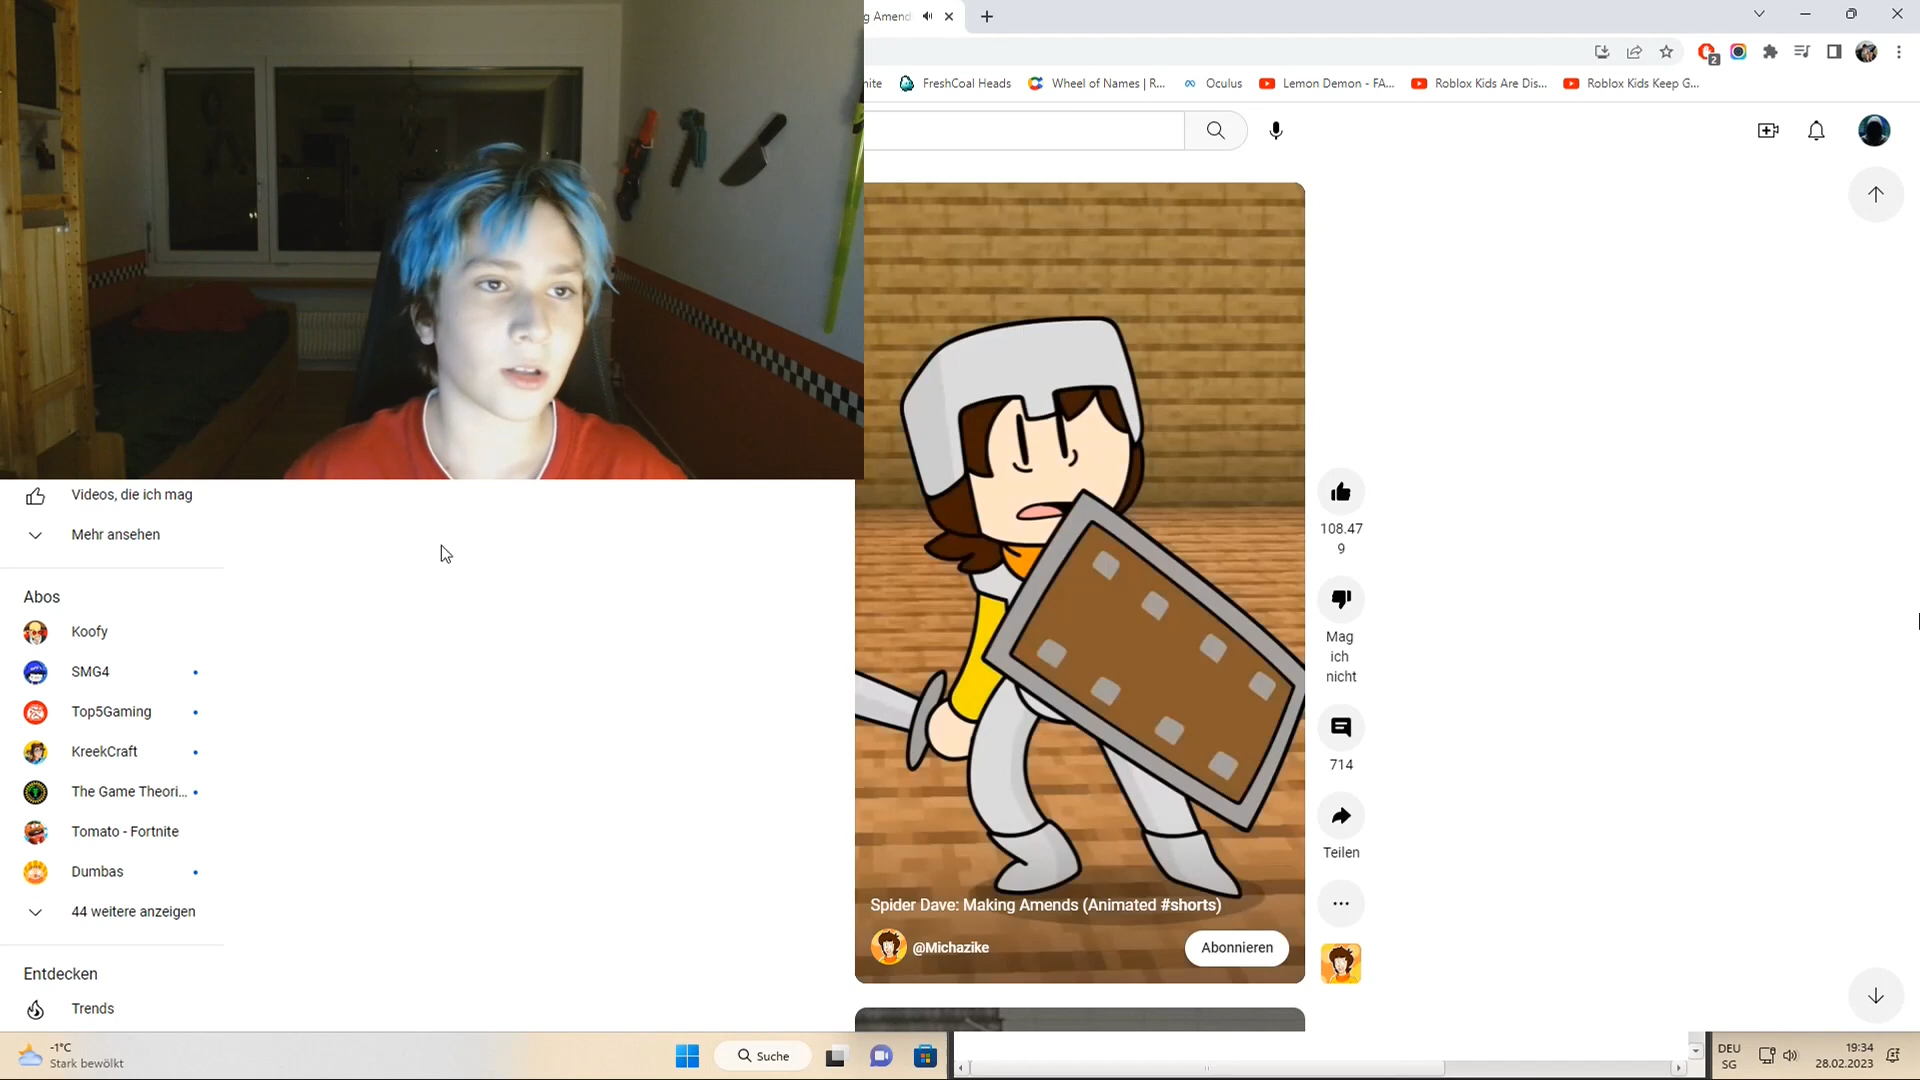 g Amend
nite
FreshCoal Heads
Wheel of Names | R...
Oculus
Lemon Demon - FA...
Roblox Kids Are Dis...
Roblox Kids Keep G...
2
Videos, die ich mag
Mehr ansehen
Abos
Koofy
SMG4
Top5Gaming
KreekCraft
The Game Theori...
Tomato - Fortnite
Dumbas
44 weitere anzeigen
Entdecken
Trends
108.47
9
Mag
ich
nicht
714
Teilen
Spider Dave: Making Amends (Animated #shorts)
@Michazike
Abonnieren
-1°C
Stark bewölkt
Suche
DEU
SG
19:34
28.02.2023